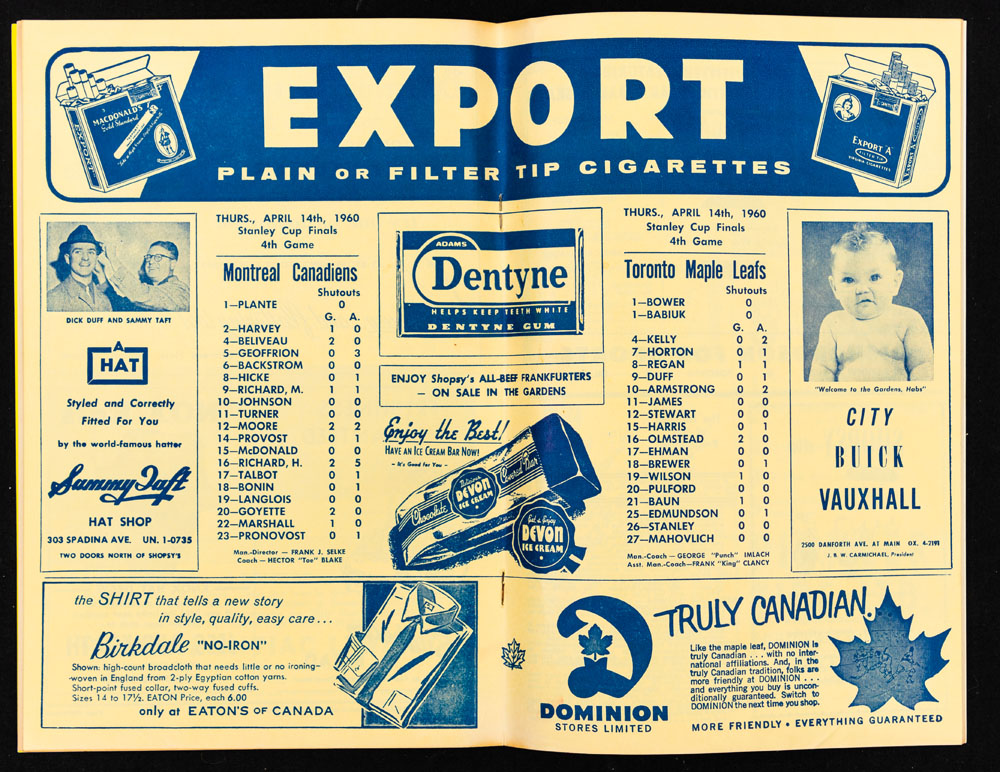 EXPORT
PLAIN OR FILTER TIP CIGARETTES
MACDONALD'S
Gold Standard
EXPORT
EXPORT "A"
FILTER TIP
VIRGINIA CIGARETTES
EXPORT "A"
DICK DUFF AND SAMMY TAFT
A
HAT
Styled and Correctly
Fitted For You
by the world-famous hatter
Sammy Taft
HAT SHOP
303 SPADINA AVE. UN. 1-0735
TWO DOORS NORTH OF SHOPSY'S
THURS., APRIL 14th, 1960
Stanley Cup Finals
4th Game
Montreal Canadiens
Shutouts
1—PLANTE 0
G. A.
2—HARVEY 1 0
4—BELIVEAU 2 0
5—GEOFFRION 0 3
6—BACKSTROM 0 0
8—HICKE 0 1
9—RICHARD, M. 1 1
10—JOHNSON 0 0
11—TURNER 0 0
12—MOORE 2 2
14—PROVOST 0 1
15—McDONALD 0 0
16—RICHARD, H. 2 5
17—TALBOT 0 1
18—BONIN 0 1
19—LANGLOIS 0 0
20—GOYETTE 2 0
22—MARSHALL 1 0
23—PRONOVOST 0 1
Man.-Director — FRANK J. SELKE
Coach — HECTOR "Toe" BLAKE
ADAMS
Dentyne
HELPS KEEP TEETH WHITE
DENTYNE GUM
ENJOY Shopsy's ALL-BEEF FRANKFURTERS
— ON SALE IN THE GARDENS
Enjoy the Best!
HAVE AN ICE CREAM BAR NOW!
– It's Good for You –
Chocolate
Delicious
DEVON
ICE CREAM
Covered Bar
Get & Enjoy
DEVON
ICE CREAM
THURS., APRIL 14th, 1960
Stanley Cup Finals
4th Game
Toronto Maple Leafs
Shutouts
1—BOWER 0
1—BABIUK 0
G. A.
4—KELLY 0 2
7—HORTON 0 1
8—REGAN 1 1
9—DUFF 0 1
10—ARMSTRONG 0 2
11—JAMES 0 0
12—STEWART 0 0
15—HARRIS 0 1
16—OLMSTEAD 2 0
17—EHMAN 0 0
18—BREWER 0 1
19—WILSON 1 0
20—PULFORD 0 0
21—BAUN 1 0
25—EDMUNDSON 0 1
26—STANLEY 0 0
27—MAHOVLICH 0 0
Man.-Coach — GEORGE "Punch" IMLACH
Asst. Man.-Coach—FRANK "King" CLANCY
"Welcome to the Gardens, Habs"
CITY
BUICK
VAUXHALL
2500 DANFORTH AVE. AT MAIN OX. 4-2191
J. B. W. CARMICHAEL, President
the SHIRT that tells a new story
in style, quality, easy care...
Birkdale "NO-IRON"
Shown: high-count broadcloth that needs little or no ironing–
-woven in England from 2-ply Egyptian cotton yarns.
Short-point fused collar, two-way fused cuffs.
Sizes 14 to 17½. EATON Price, each 6.00
only at EATON'S OF CANADA
DOMINION
STORES LIMITED
TRULY CANADIAN.
Like the maple leaf, DOMINION is
truly Canadian . . . with no inter-
national affiliations. And, in the
truly Canadian tradition, folks are
more friendly at DOMINION . . .
and everything you buy is uncon-
ditionally guaranteed. Switch to
DOMINION the next time you shop.
MORE FRIENDLY • EVERYTHING GUARANTEED